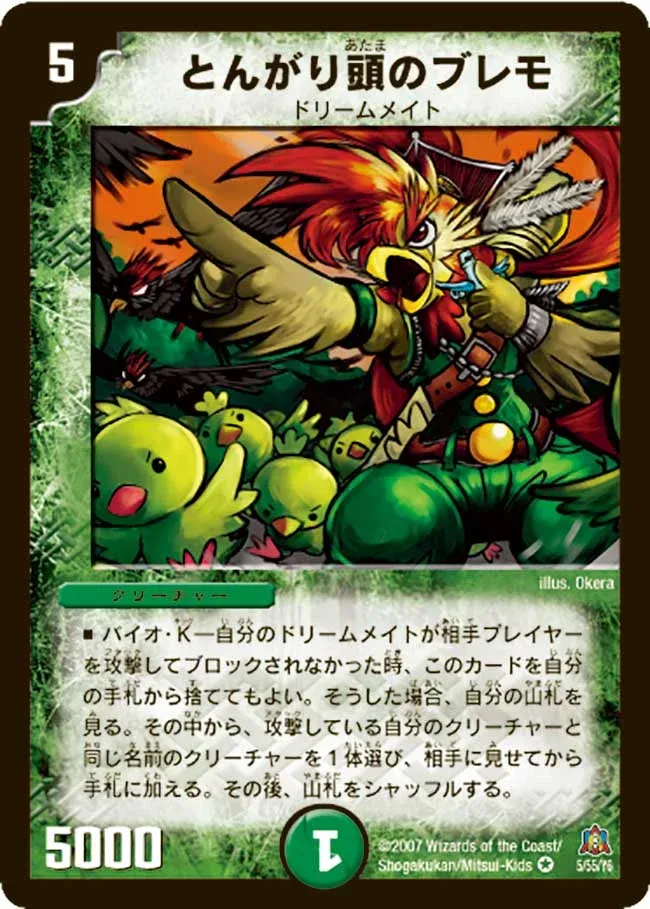 5
とんがり頭のブレモ
あたま
ドリームメイト
illus. Okera
クリーチャー
■ バイオ・K―自分のドリームメイトが相手プレイヤー
を攻撃してブロックされなかった時、このカードを自分
の手札から捨ててもよい。そうした場合、自分の山札を
見る。その中から、攻撃している自分のクリーチャーと
同じ名前のクリーチャーを1体選び、相手に見せてから
手札に加える。その後、山札をシャッフルする。
5000
1
©2007 Wizards of the Coast/
Shogakukan/Mitsui-Kids
5/55/Y6